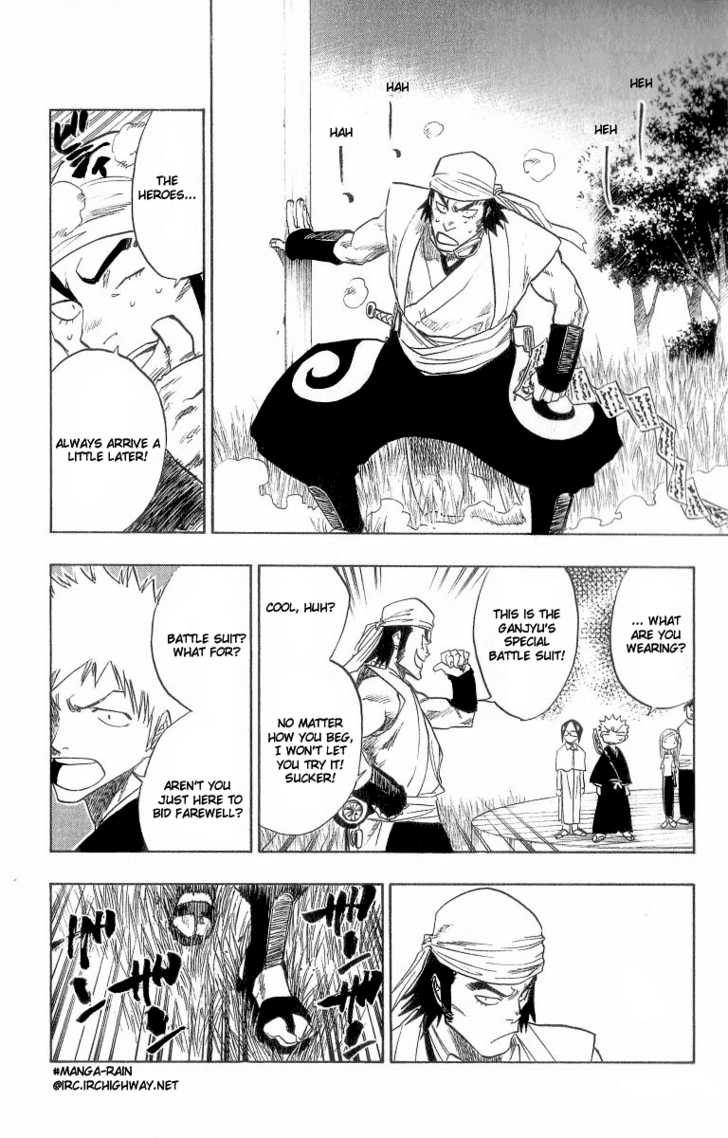 HEH
HEH
HAH
HAH
THE
HEROES...
ALWAYS ARRIVE A
LITTLE LATER!
... WHAT
ARE YOU
WEARING?
THIS IS THE
GANJYU'S
SPECIAL
BATTLE SUIT!
COOL, HUH?
NO MATTER
HOW YOU BEG,
I WON'T LET
YOU TRY IT!
SUCKER!
BATTLE SUIT?
WHAT FOR?
AREN'T YOU
JUST HERE TO
BID FAREWELL?
#MANGA-RAIN
@IRC.IRCHIGHWAY.NET